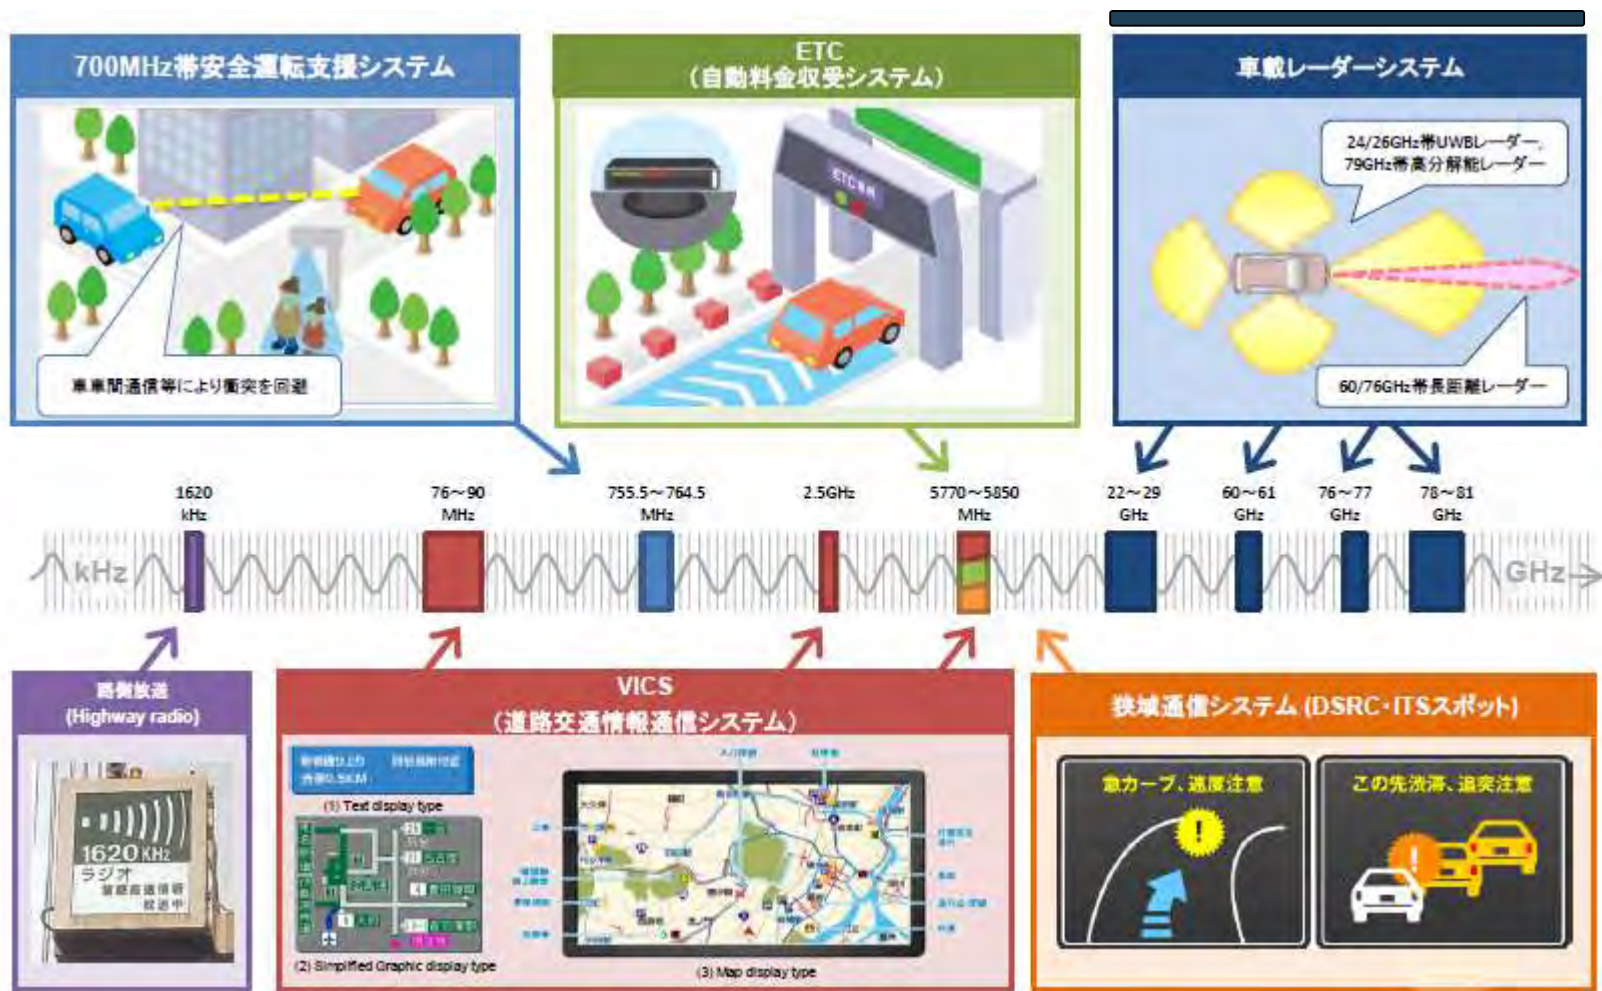 700MHz帯安全運転支援システム
車車間通信等により衝突を回避
ETC
（自動料金収受システム）
ETC専用
車載レーダーシステム
24/26GHz帯UWBレーダー,
79GHz帯高分解能レーダー
60/76GHz帯長距離レーダー
1620
kHz
76～90
MHz
755.5～764.5
MHz
2.5GHz
5770～5850
MHz
22～29
GHz
60～61
GHz
76～77
GHz
78～81
GHz
kHz
GHz
路側放送
(Highway radio)
1620KHz
ラジオ
放送中
VICS
（道路交通情報通信システム）
(1) Text display type
(2) Simplified Graphic display type
(3) Map display type
狭域通信システム (DSRC・ITSスポット)
急カーブ、速度注意
!
この先渋滞、追突注意
!